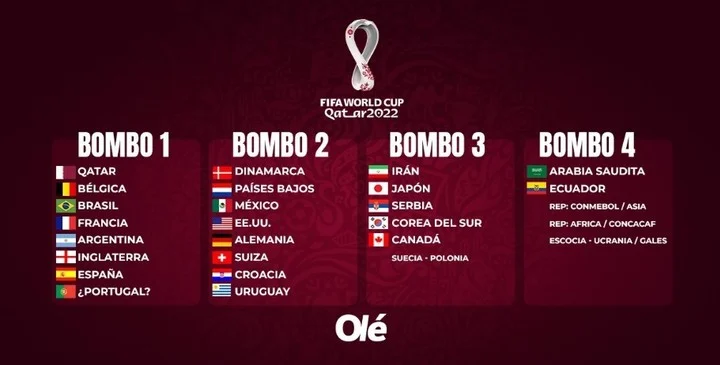 FIFA WORLD CUP
Qatar2022
BOMBO 1
QATAR
BÉLGICA
BRASIL
FRANCIA
ARGENTINA
INGLATERRA
ESPAÑA
¿PORTUGAL?
BOMBO 2
DINAMARCA
PAÍSES BAJOS
MÉXICO
EE.UU.
ALEMANIA
SUIZA
CROACIA
URUGUAY
BOMBO 3
IRÁN
JAPÓN
SERBIA
COREA DEL SUR
CANADÁ
SUECIA - POLONIA
BOMBO 4
ARABIA SAUDITA
ECUADOR
REP: CONMEBOL / ASIA
REP: AFRICA / CONCACAF
ESCOCIA - UCRANIA / GALES
Olé